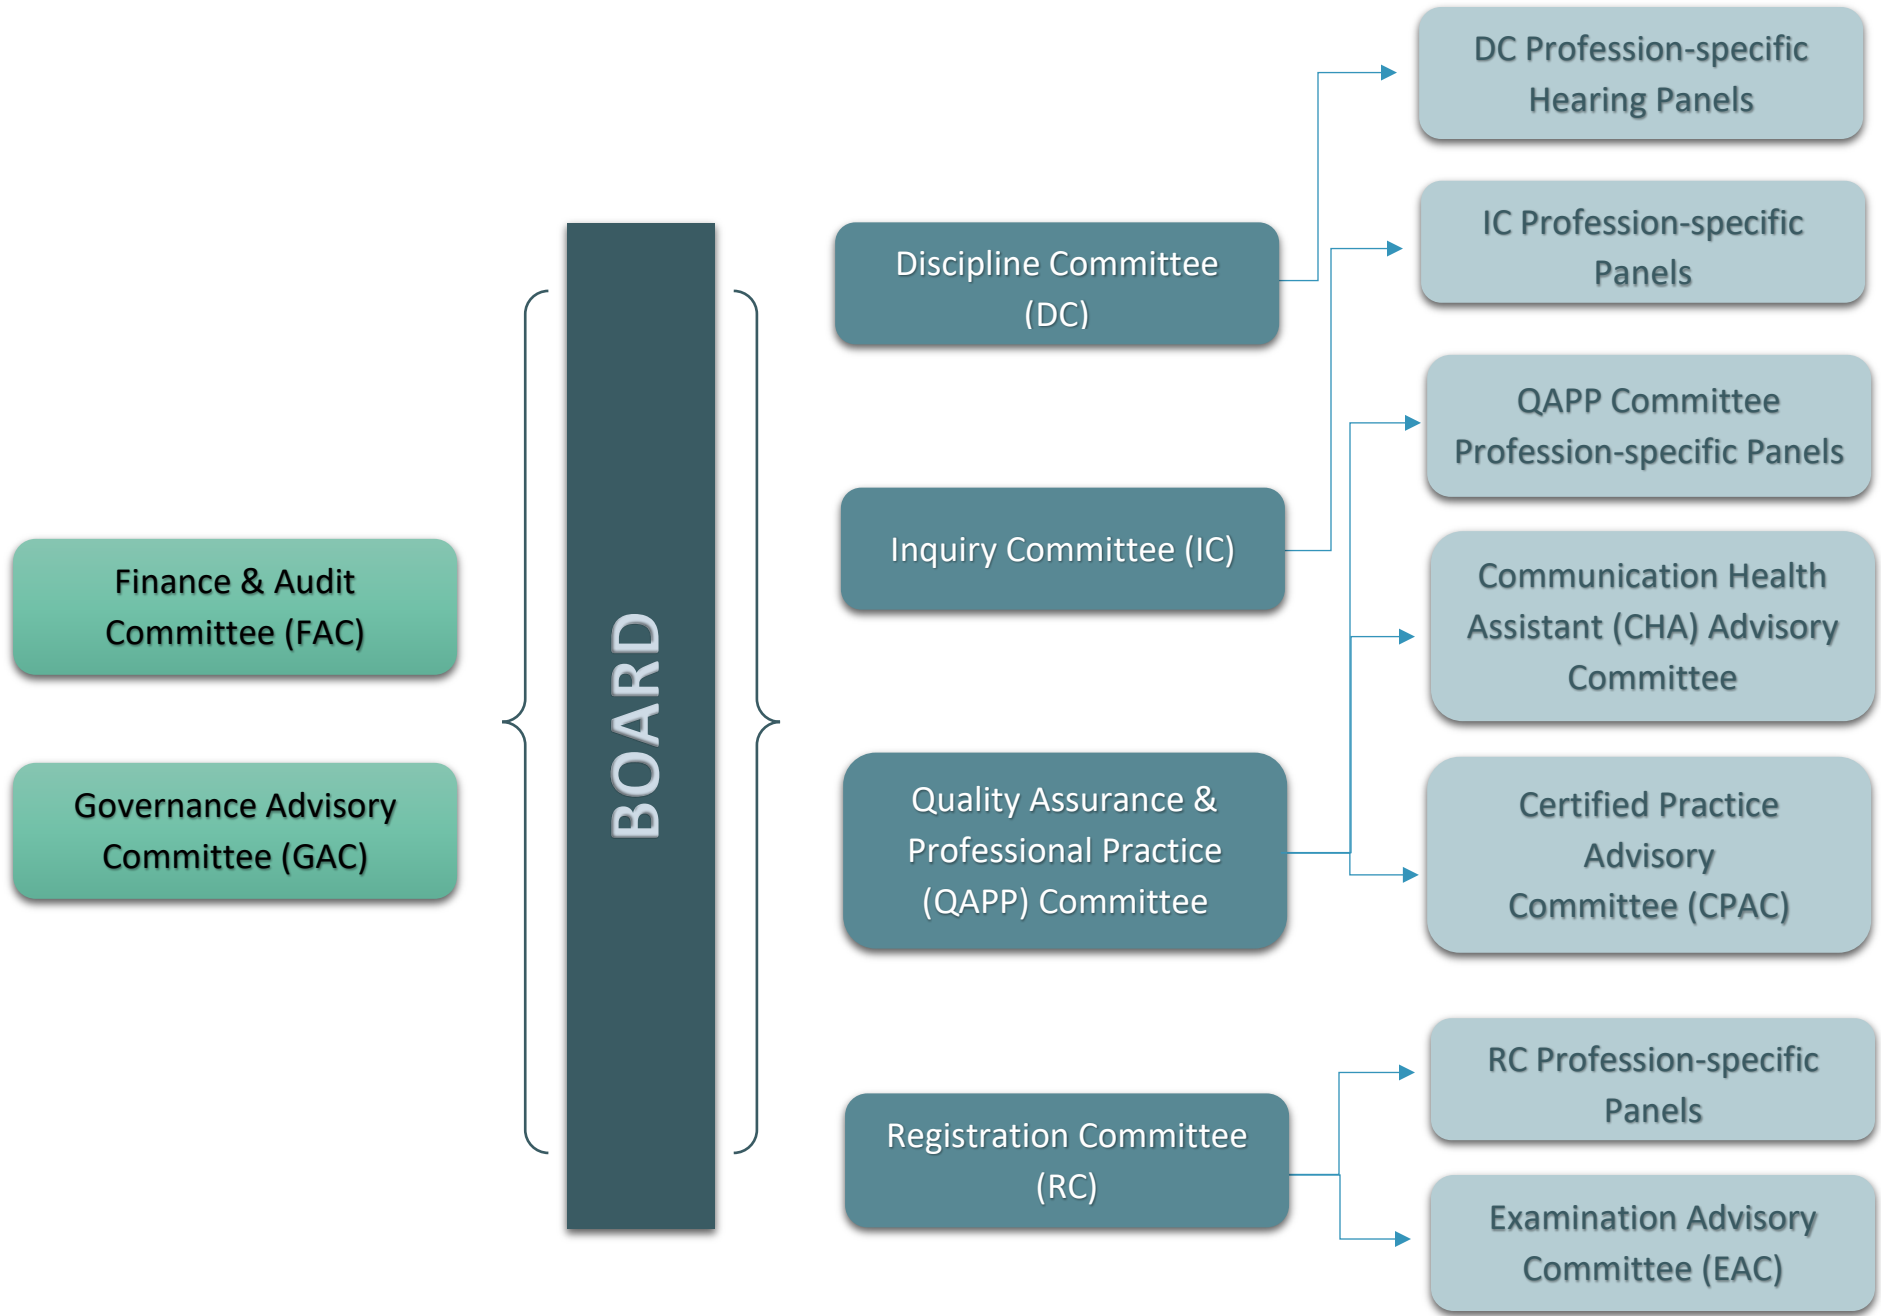 Finance & Audit
Committee (FAC)
Governance Advisory
Committee (GAC)
BOARD
Discipline Committee
(DC)
Inquiry Committee (IC)
Quality Assurance &
Professional Practice
(QAPP) Committee
Registration Committee
(RC)
DC Profession-specific
Hearing Panels
IC Profession-specific
Panels
QAPP Committee
Profession-specific Panels
Communication Health
Assistant (CHA) Advisory
Committee
Certified Practice
Advisory
Committee (CPAC)
RC Profession-specific
Panels
Examination Advisory
Committee (EAC)